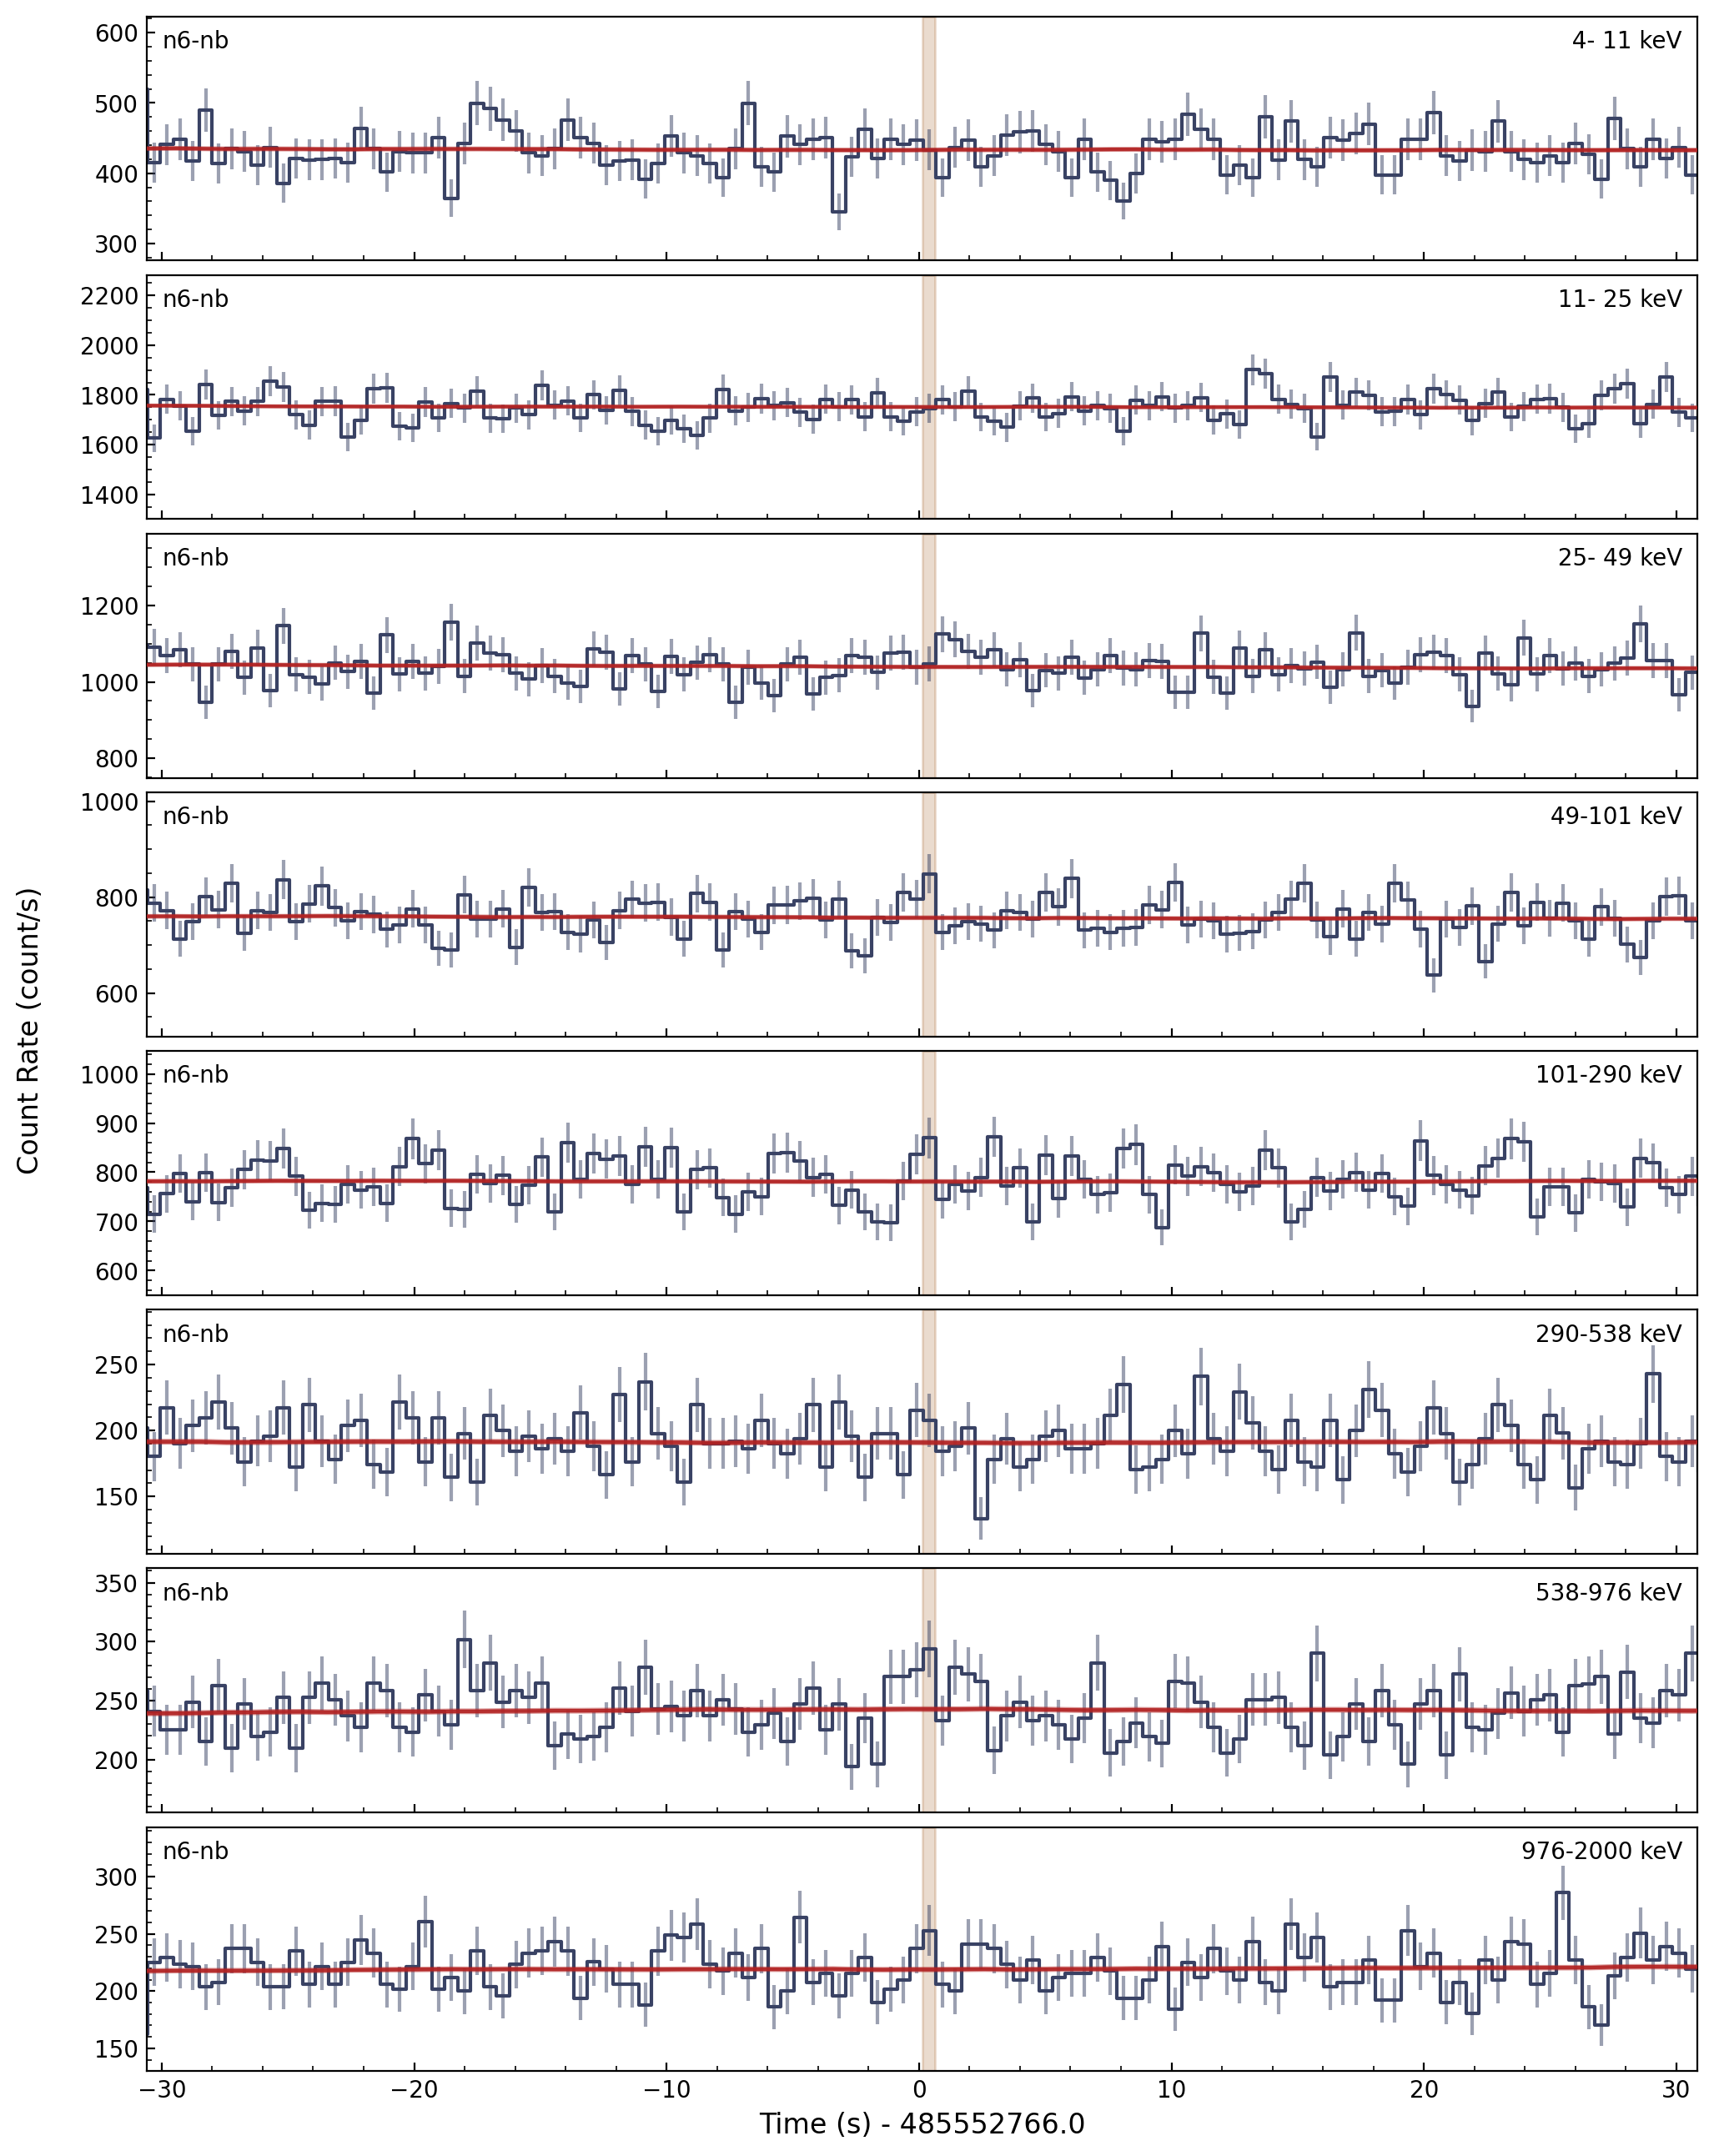 600
n6-nb
4- 11 keV
500
400
300
2200
n6-nb
11- 25 keV
2000
1800
1600
1400
n6-nb
25- 49 keV
1200
1000
800
1000
n6-nb
49-101 keV
800
600
1000
n6-nb
101-290 keV
900
800
700
600
n6-nb
290-538 keV
250
200
150
350
n6-nb
538-976 keV
300
250
200
n6-nb
976-2000 keV
300
250
200
150
−30 −20 −10 0 10 20 30
Time (s) - 485552766.0
Count Rate (count/s)